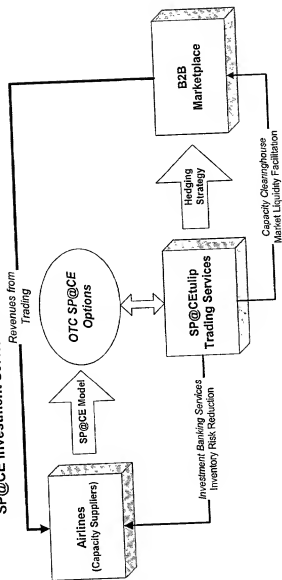 SP@CE Investment
Revenues from
Trading
Airlines
(Capacity Suppliers)
SP@CE Model
OTC SP@CE
Options
SP@CEtulip
Trading Services
Hedging
Strategy
B2B
Marketplace
Investment Banking Services
Inventory Risk Reduction
Capacity Clearninghouse
Market Liquidity Facilitation